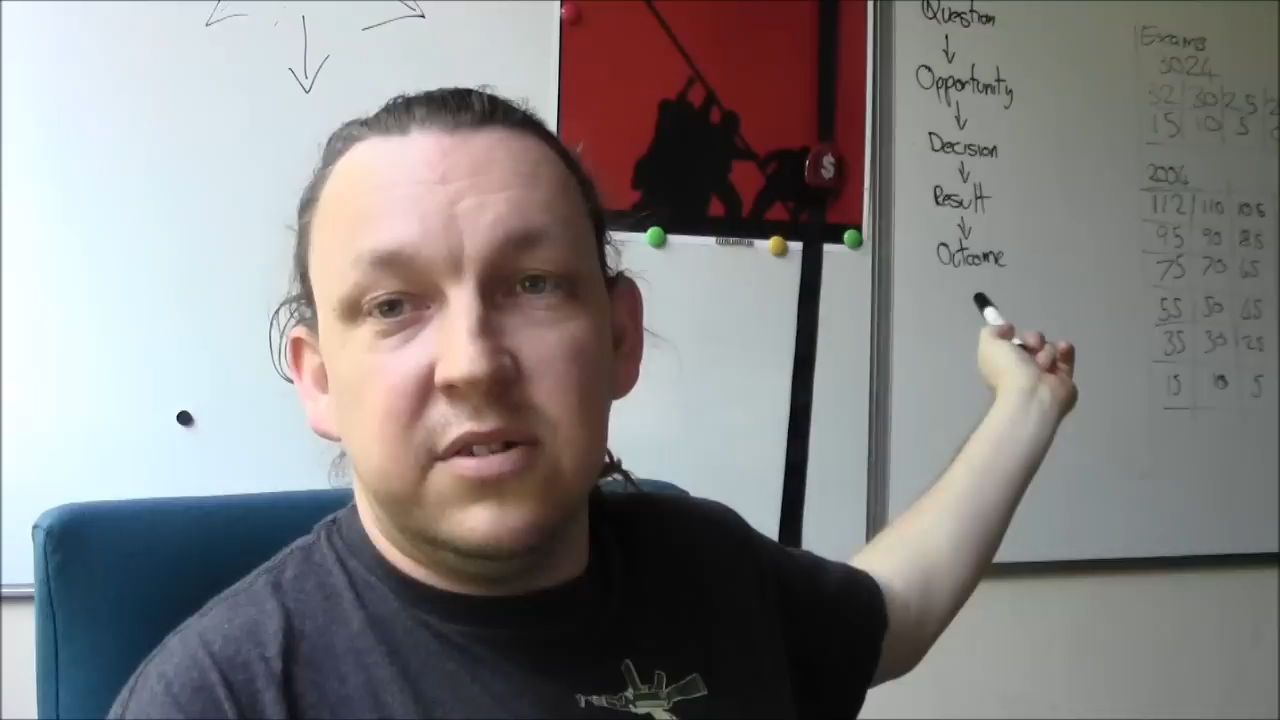 Question
Opportunity
Decision
Result
Outcome
$
Exams
3024
32 30 25
15 10 5
2004
112 110 105
95 90 85
75 70 65
55 50 45
35 30 25
15 10 5